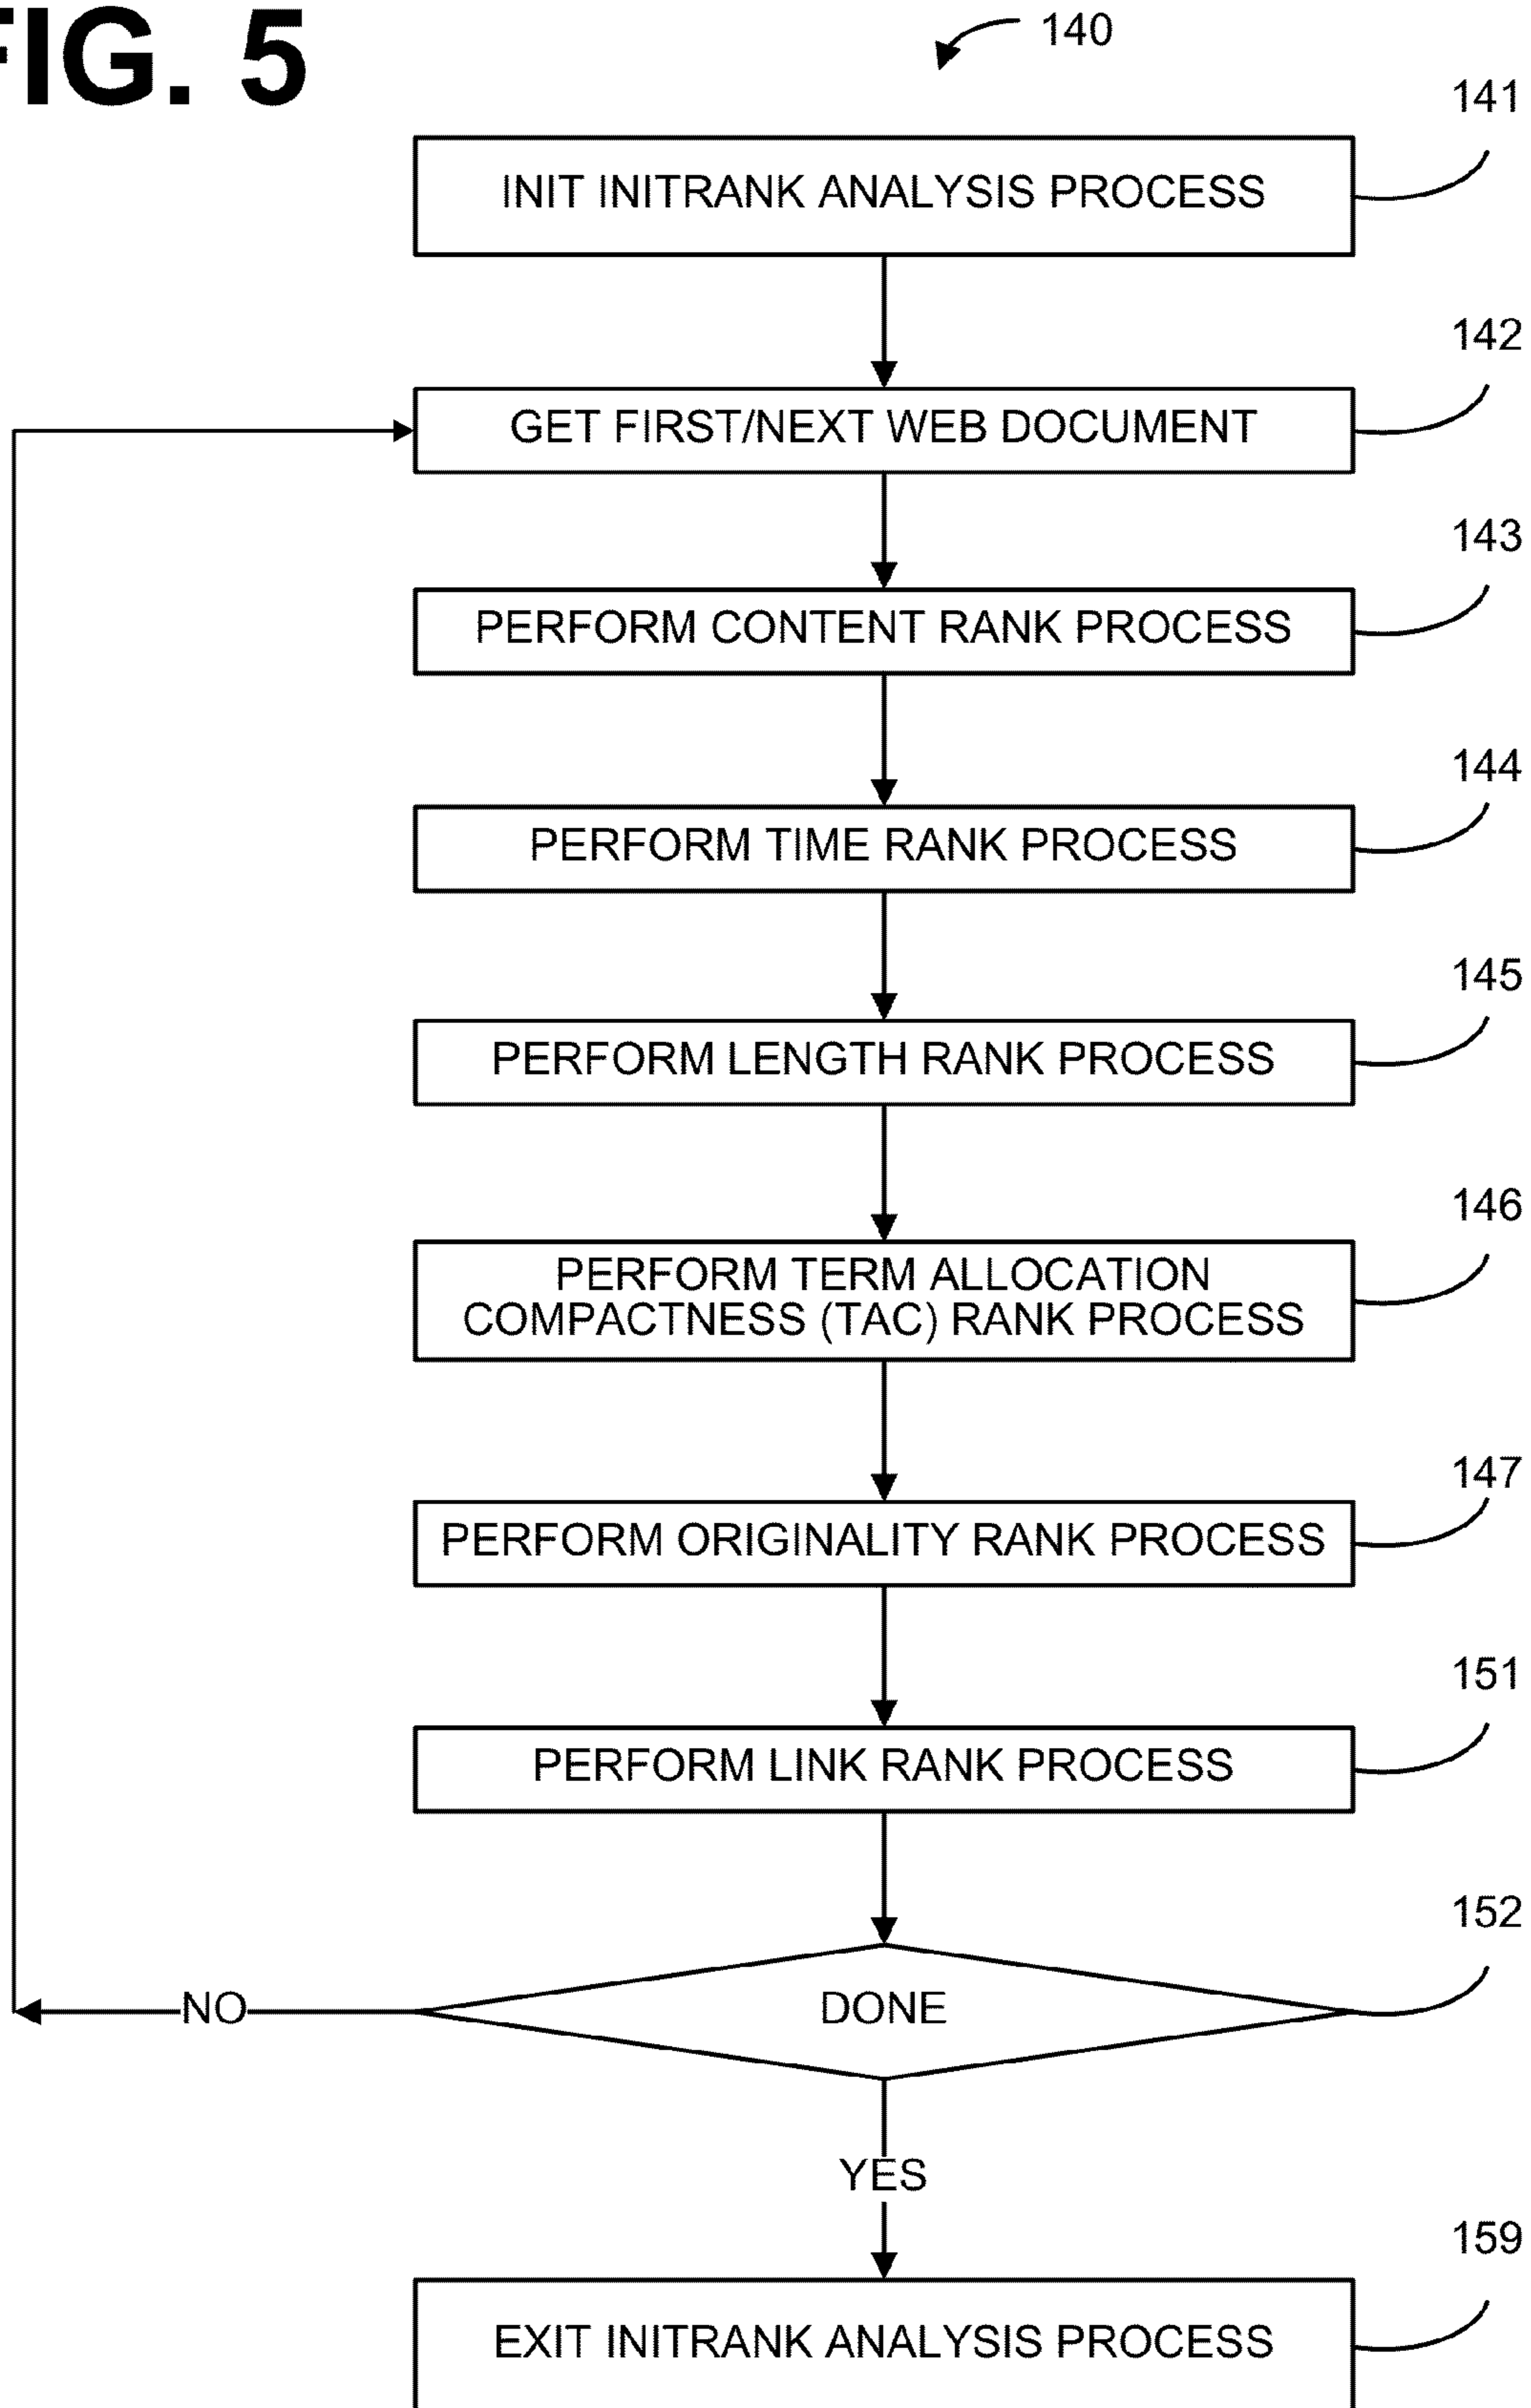 FIG. 5
140
141
INIT INITRANK ANALYSIS PROCESS
142
GET FIRST/NEXT WEB DOCUMENT
143
PERFORM CONTENT RANK PROCESS
144
PERFORM TIME RANK PROCESS
145
PERFORM LENGTH RANK PROCESS
146
PERFORM TERM ALLOCATION
COMPACTNESS (TAC) RANK PROCESS
147
PERFORM ORIGINALITY RANK PROCESS
151
PERFORM LINK RANK PROCESS
152
NO
DONE
YES
159
EXIT INITRANK ANALYSIS PROCESS